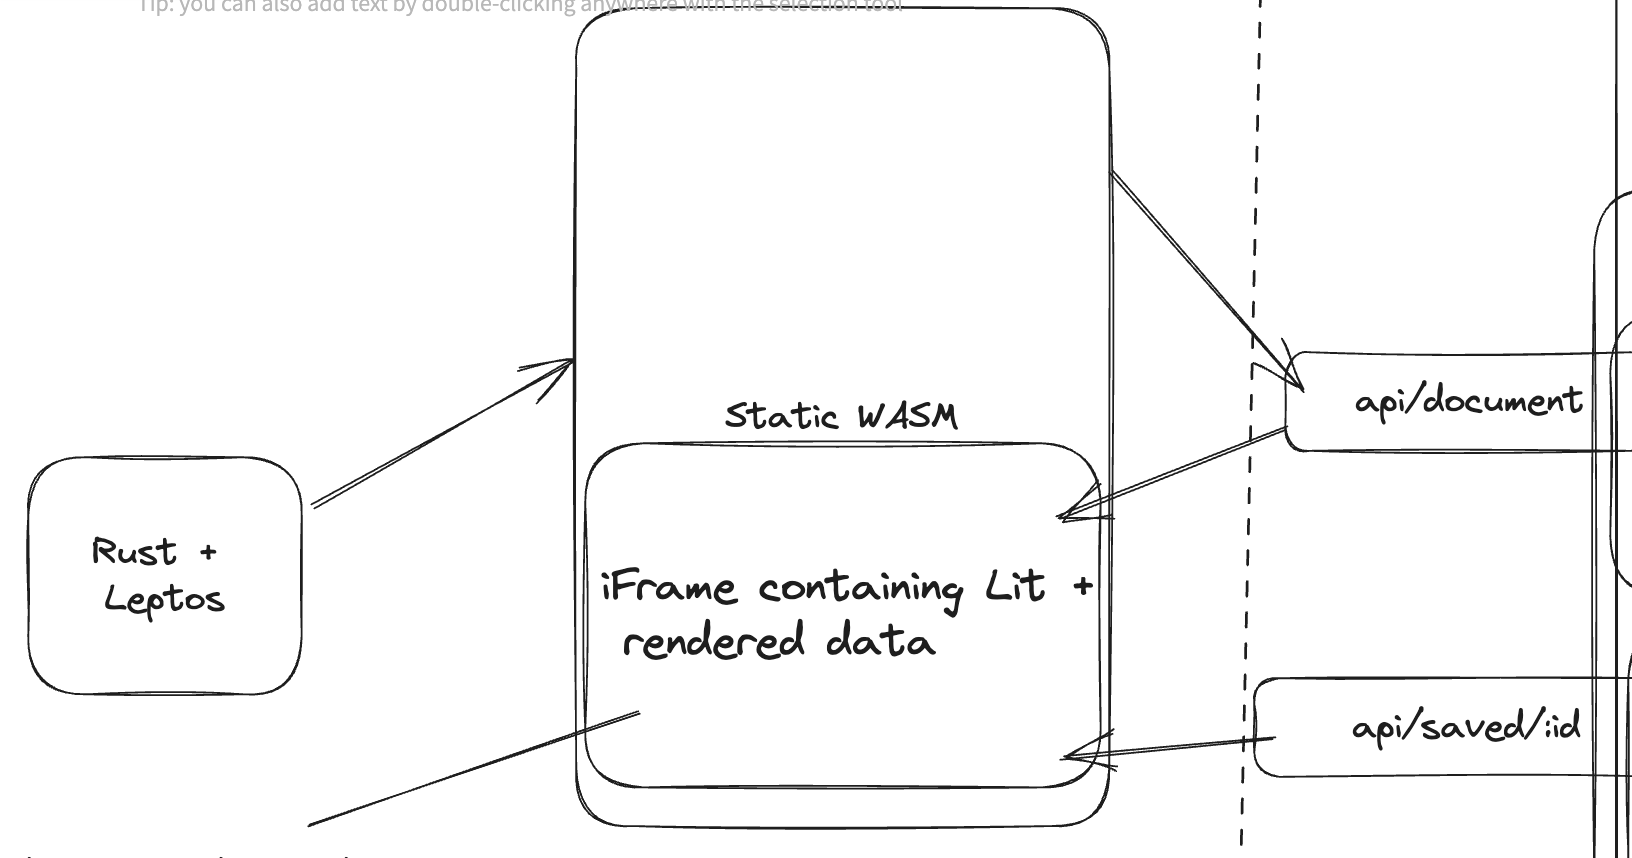 Tip: you can also add text by double-clicking anywhere with the selection tool
Static WASM
api/document
Rust +
Leptos
iFrame containing Lit +
rendered data
api/saved/:id